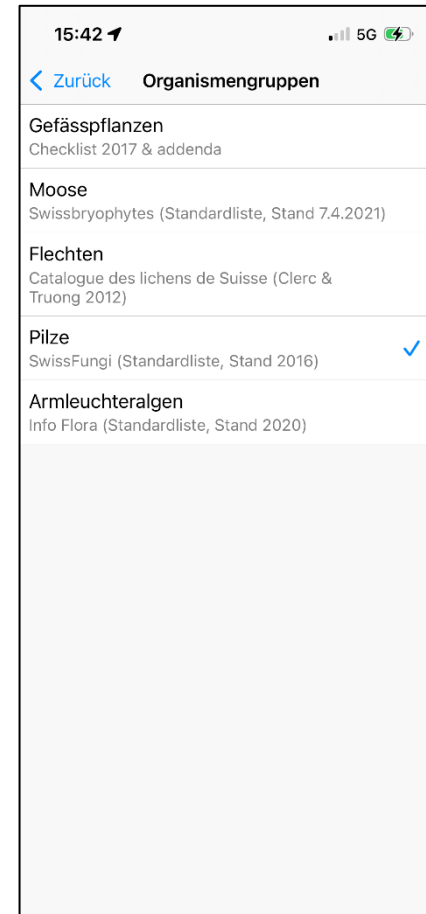 15:42
5G
Zurück Organismengruppen
Gefässpflanzen
Checklist 2017 & addenda
Moose
Swissbryophytes (Standardliste, Stand 7.4.2021)
Flechten
Catalogue des lichens de Suisse (Clerc &
Truong 2012)
Pilze
SwissFungi (Standardliste, Stand 2016)
Armleuchteralgen
Info Flora (Standardliste, Stand 2020)